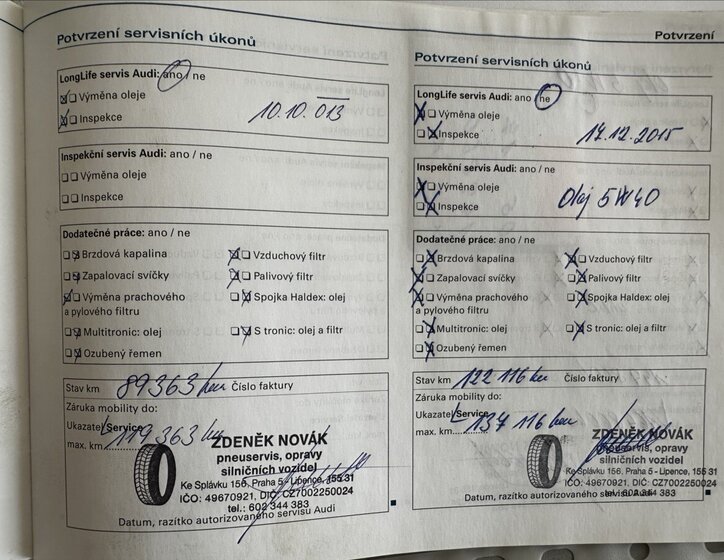 Potvrzení servisních úkonů
LongLife servis Audi: ano / ne
Výměna oleje
Inspekce
10.10.013
Inspekční servis Audi: ano / ne
Výměna oleje
Inspekce
Dodatečné práce: ano / ne
Brzdová kapalina
Vzduchový filtr
Zapalovací svíčky
Palivový filtr
Výměna prachového
a pylového filtru
Spojka Haldex: olej
Multitronic: olej
S tronic: olej a filtr
Ozubený řemen
Stav km 89363 km Číslo faktury
Záruka mobility do:
Ukazatel Service
max. km 119 363 km
ZDENĚK NOVÁK
pneuservis, opravy
silničních vozidel
Ke Splávku 156, Praha 5 - Lipence, 155 31
IČO: 49670921, DIČ: CZ7002250024
tel.: 602 344 383
Datum, razítko autorizovaného servisu Audi
Potvrzení
Potvrzení servisních úkonů
LongLife servis Audi: ano / ne
Výměna oleje
Inspekce
17.12.2015
Inspekční servis Audi: ano / ne
Výměna oleje
Inspekce
Olej 5W40
Dodatečné práce: ano / ne
Brzdová kapalina
Vzduchový filtr
Zapalovací svíčky
Palivový filtr
Výměna prachového
a pylového filtru
Spojka Haldex: olej
Multitronic: olej
S tronic: olej a filtr
Ozubený řemen
Stav km 122 116 km Číslo faktury
Záruka mobility do:
Ukazatel Service
max. km 137 116 km
ZDENĚK NOVÁK
pneuservis, opravy
silničních vozidel
Ke Splávku 156, Praha 5 - Lipence, 155 31
IČO: 49670921, DIČ: CZ7002250024
tel.: 602 344 383
Datum, razítko autorizovaného servisu Audi